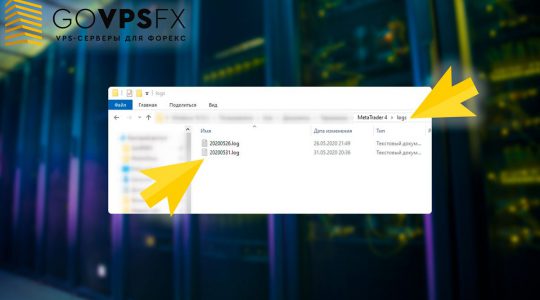 GOVPSFX
VPS-СЕРВЕРЫ ДЛЯ ФОРЕКС
logs
Файл Главная Поделиться Вид
MetaTrader 4 › logs
Имя Дата изменения Тип
20200526.log 26.05.2020 21:49 Текстовый докум...
20200531.log 31.05.2020 20:36 Текстовый докум...